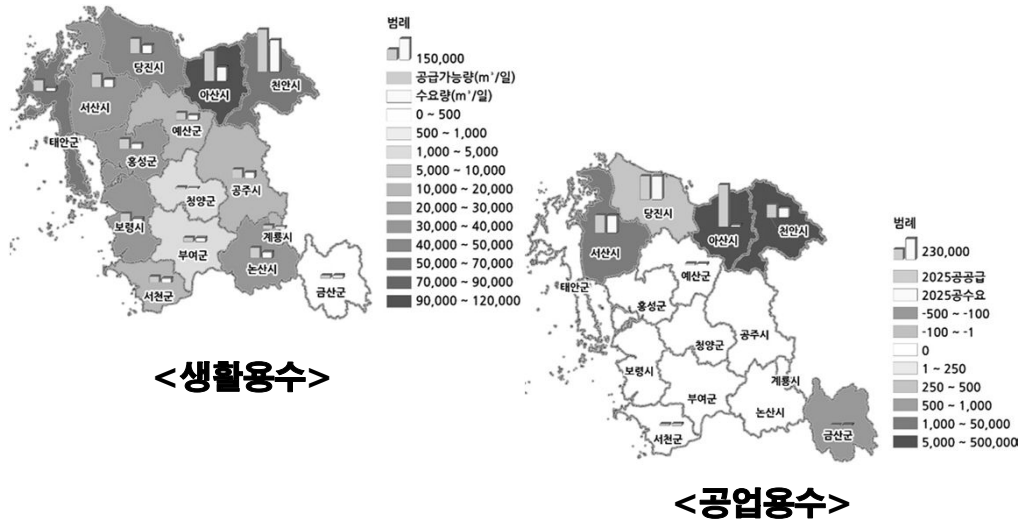 범례
150,000
공급가능량(m³/일)
수요량(m³/일)
0 ~ 500
500 ~ 1,000
1,000 ~ 5,000
5,000 ~ 10,000
10,000 ~ 20,000
20,000 ~ 30,000
30,000 ~ 40,000
40,000 ~ 50,000
50,000 ~ 70,000
70,000 ~ 90,000
90,000 ~ 120,000
당진시
아산시
천안시
서산시
예산군
태안군
홍성군
공주시
청양군
보령시
계룡시
부여군
논산시
서천군
금산군
<생활용수>
범례
230,000
2025공공급
2025공수요
-500 ~ -100
-100 ~ -1
0
1 ~ 250
250 ~ 500
500 ~ 1,000
1,000 ~ 50,000
5,000 ~ 500,000
당진시
아산시
천안시
서산시
예산군
태안군
홍성군
공주시
청양군
보령시
계룡시
부여군
논산시
서천군
금산군
<공업용수>